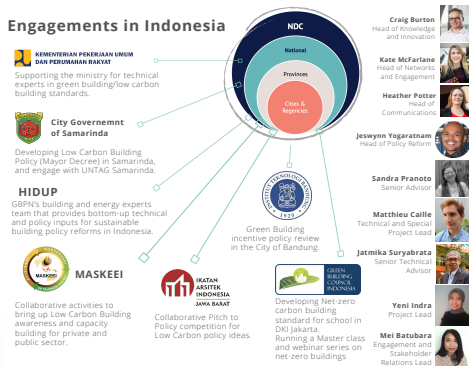 Engagements in Indonesia
KEMENTERIAN PEKERJAAN UMUM
DAN PERUMAHAN RAKYAT
Supporting the ministry for technical
experts in green building/low carbon
building standards.
City Governemnt
of Samarinda
Developing Low Carbon Building
Policy (Mayor Decree) in Samarinda,
and engage with UNTAG Samarinda.
HIDUP
GBPN's building and energy experts
team that provides bottom-up technical
and policy inputs for sustainable
building policy reforms in Indonesia.
MASKEEI
MASKEEI
Collaborative activities to
bring up Low Carbon Building
awareness and capacity
building for private and
public sector.
NDC
National
Provinces
Cities &
Regencies
INSTITUT TEKNOLOGI BANDUNG
1920
Green Building
incentive policy review
in the City of Bandung.
IKATAN
ARSITEK
INDONESIA
JAWA BARAT
Collaborative Pitch to
Policy competition for
Low Carbon policy ideas.
GREEN
BUILDING
COUNCIL
INDONESIA
Developing Net-zero
carbon building
standard for school in
DKI Jakarta.
Running a Master class
and webinar series on
net-zero buildings
Craig Burton
Head of Knowledge
and Innovation
Kate McFarlane
Head of Networks
and Engagement
Heather Potter
Head of
Communications
Jeswynn Yogaratnam
Head of Policy Reform
Sandra Pranoto
Senior Advisor
Matthieu Caille
Technical and Special
Project Lead
Jatmika Suryabrata
Senior Technical
Advisor
Yeni Indra
Project Lead
Mei Batubara
Engagement and
Stakeholder
Relations Lead